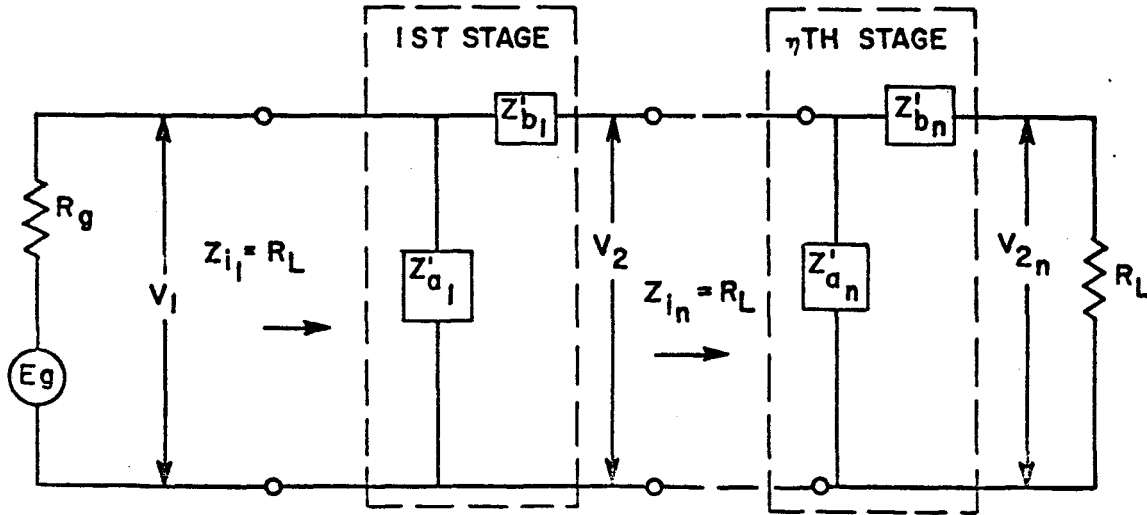 1ST STAGE
ηTH STAGE
Z'b1
Z'bn
Rg
Zi1 = RL
V1
Z'a1
V2
Zin = RL
Z'an
V2n
RL
Eg